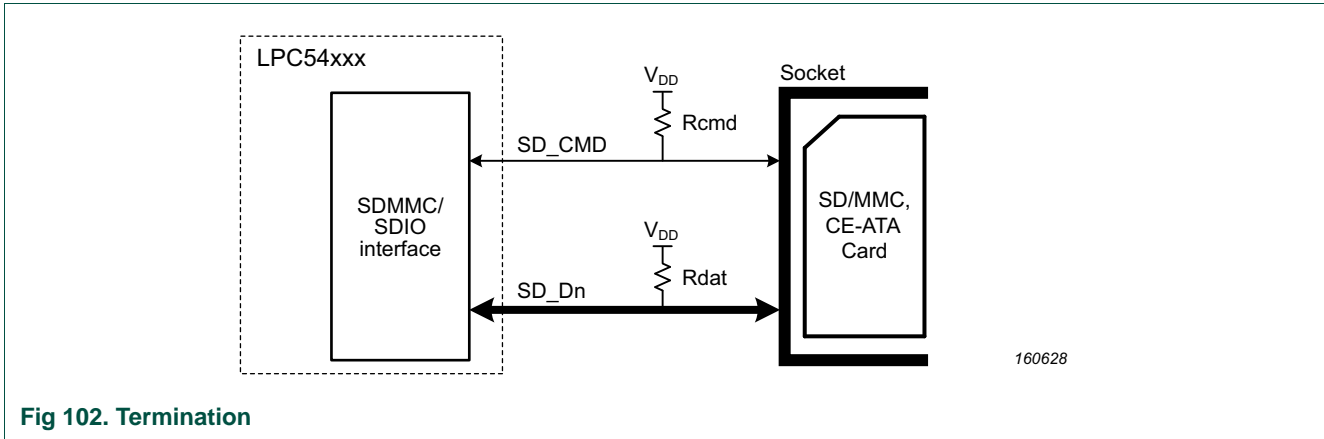 LPC54xxx
SDMMC/
SDIO
interface
SD_CMD
VDD
Rcmd
SD_Dn
VDD
Rdat
Socket
SD/MMC,
CE-ATA
Card
160628
Fig 102. Termination